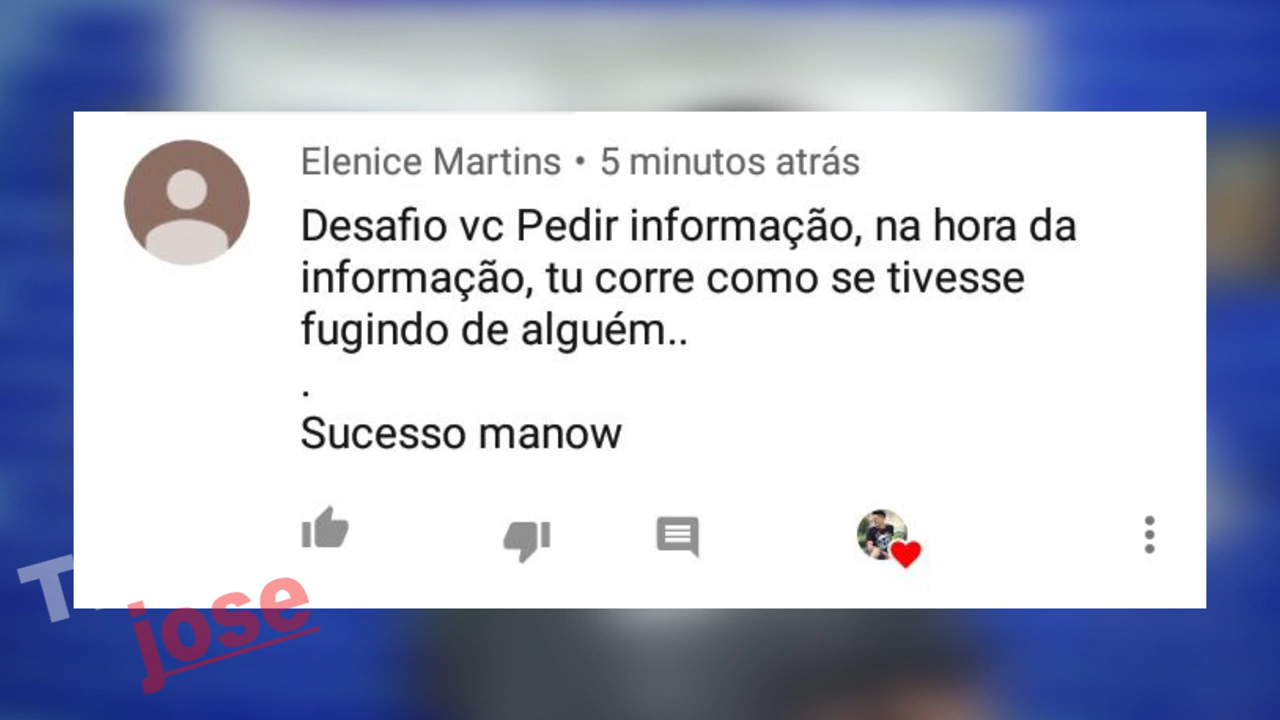 Elenice Martins • 5 minutos atrás
Desafio vc Pedir informação, na hora da
informação, tu corre como se tivesse
fugindo de alguém..
.
Sucesso manow
jose